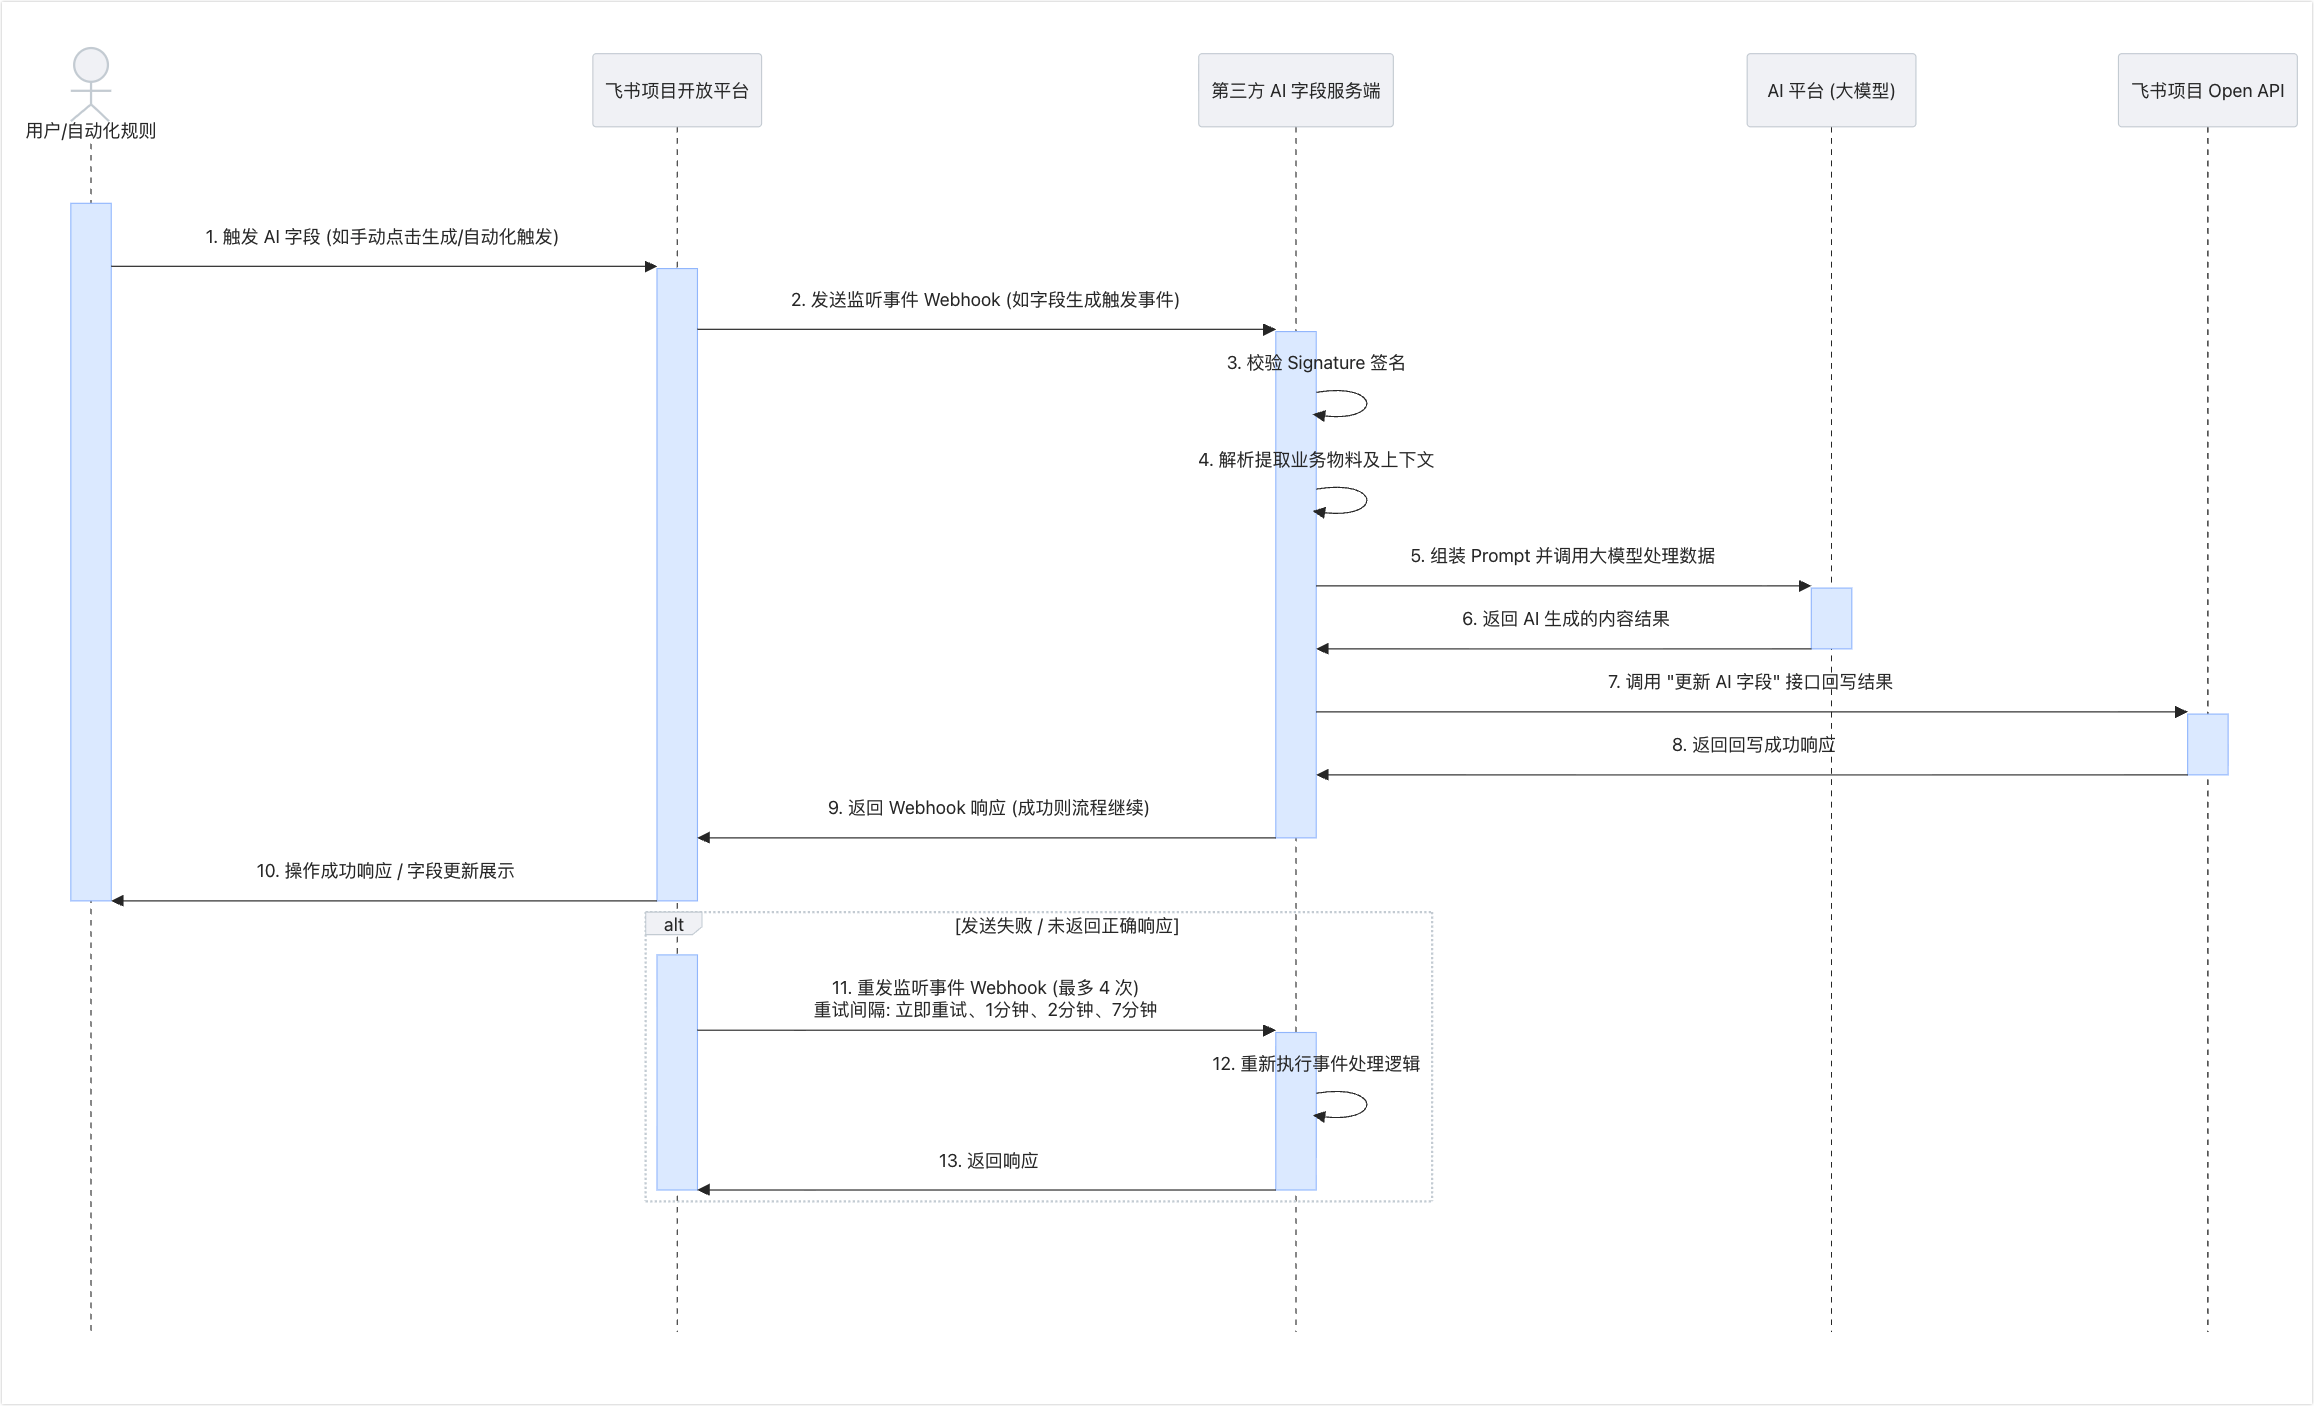 用户/自动化规则
飞书项目开放平台
第三方 AI 字段服务端
AI 平台 (大模型)
飞书项目 Open API
1. 触发 AI 字段 (如手动点击生成/自动化触发)
2. 发送监听事件 Webhook (如字段生成触发事件)
3. 校验 Signature 签名
4. 解析提取业务物料及上下文
5. 组装 Prompt 并调用大模型处理数据
6. 返回 AI 生成的内容结果
7. 调用 "更新 AI 字段" 接口回写结果
8. 返回回写成功响应
9. 返回 Webhook 响应 (成功则流程继续)
10. 操作成功响应 / 字段更新展示
alt
[发送失败 / 未返回正确响应]
11. 重发监听事件 Webhook (最多 4 次)
重试间隔: 立即重试、1分钟、2分钟、7分钟
12. 重新执行事件处理逻辑
13. 返回响应